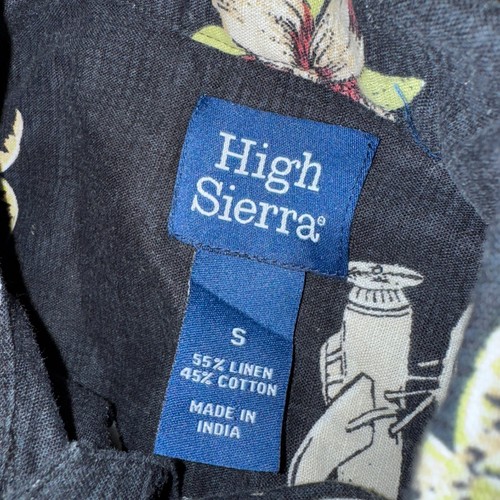 High
Sierra®
S
55% LINEN
45% COTTON
MADE IN
INDIA